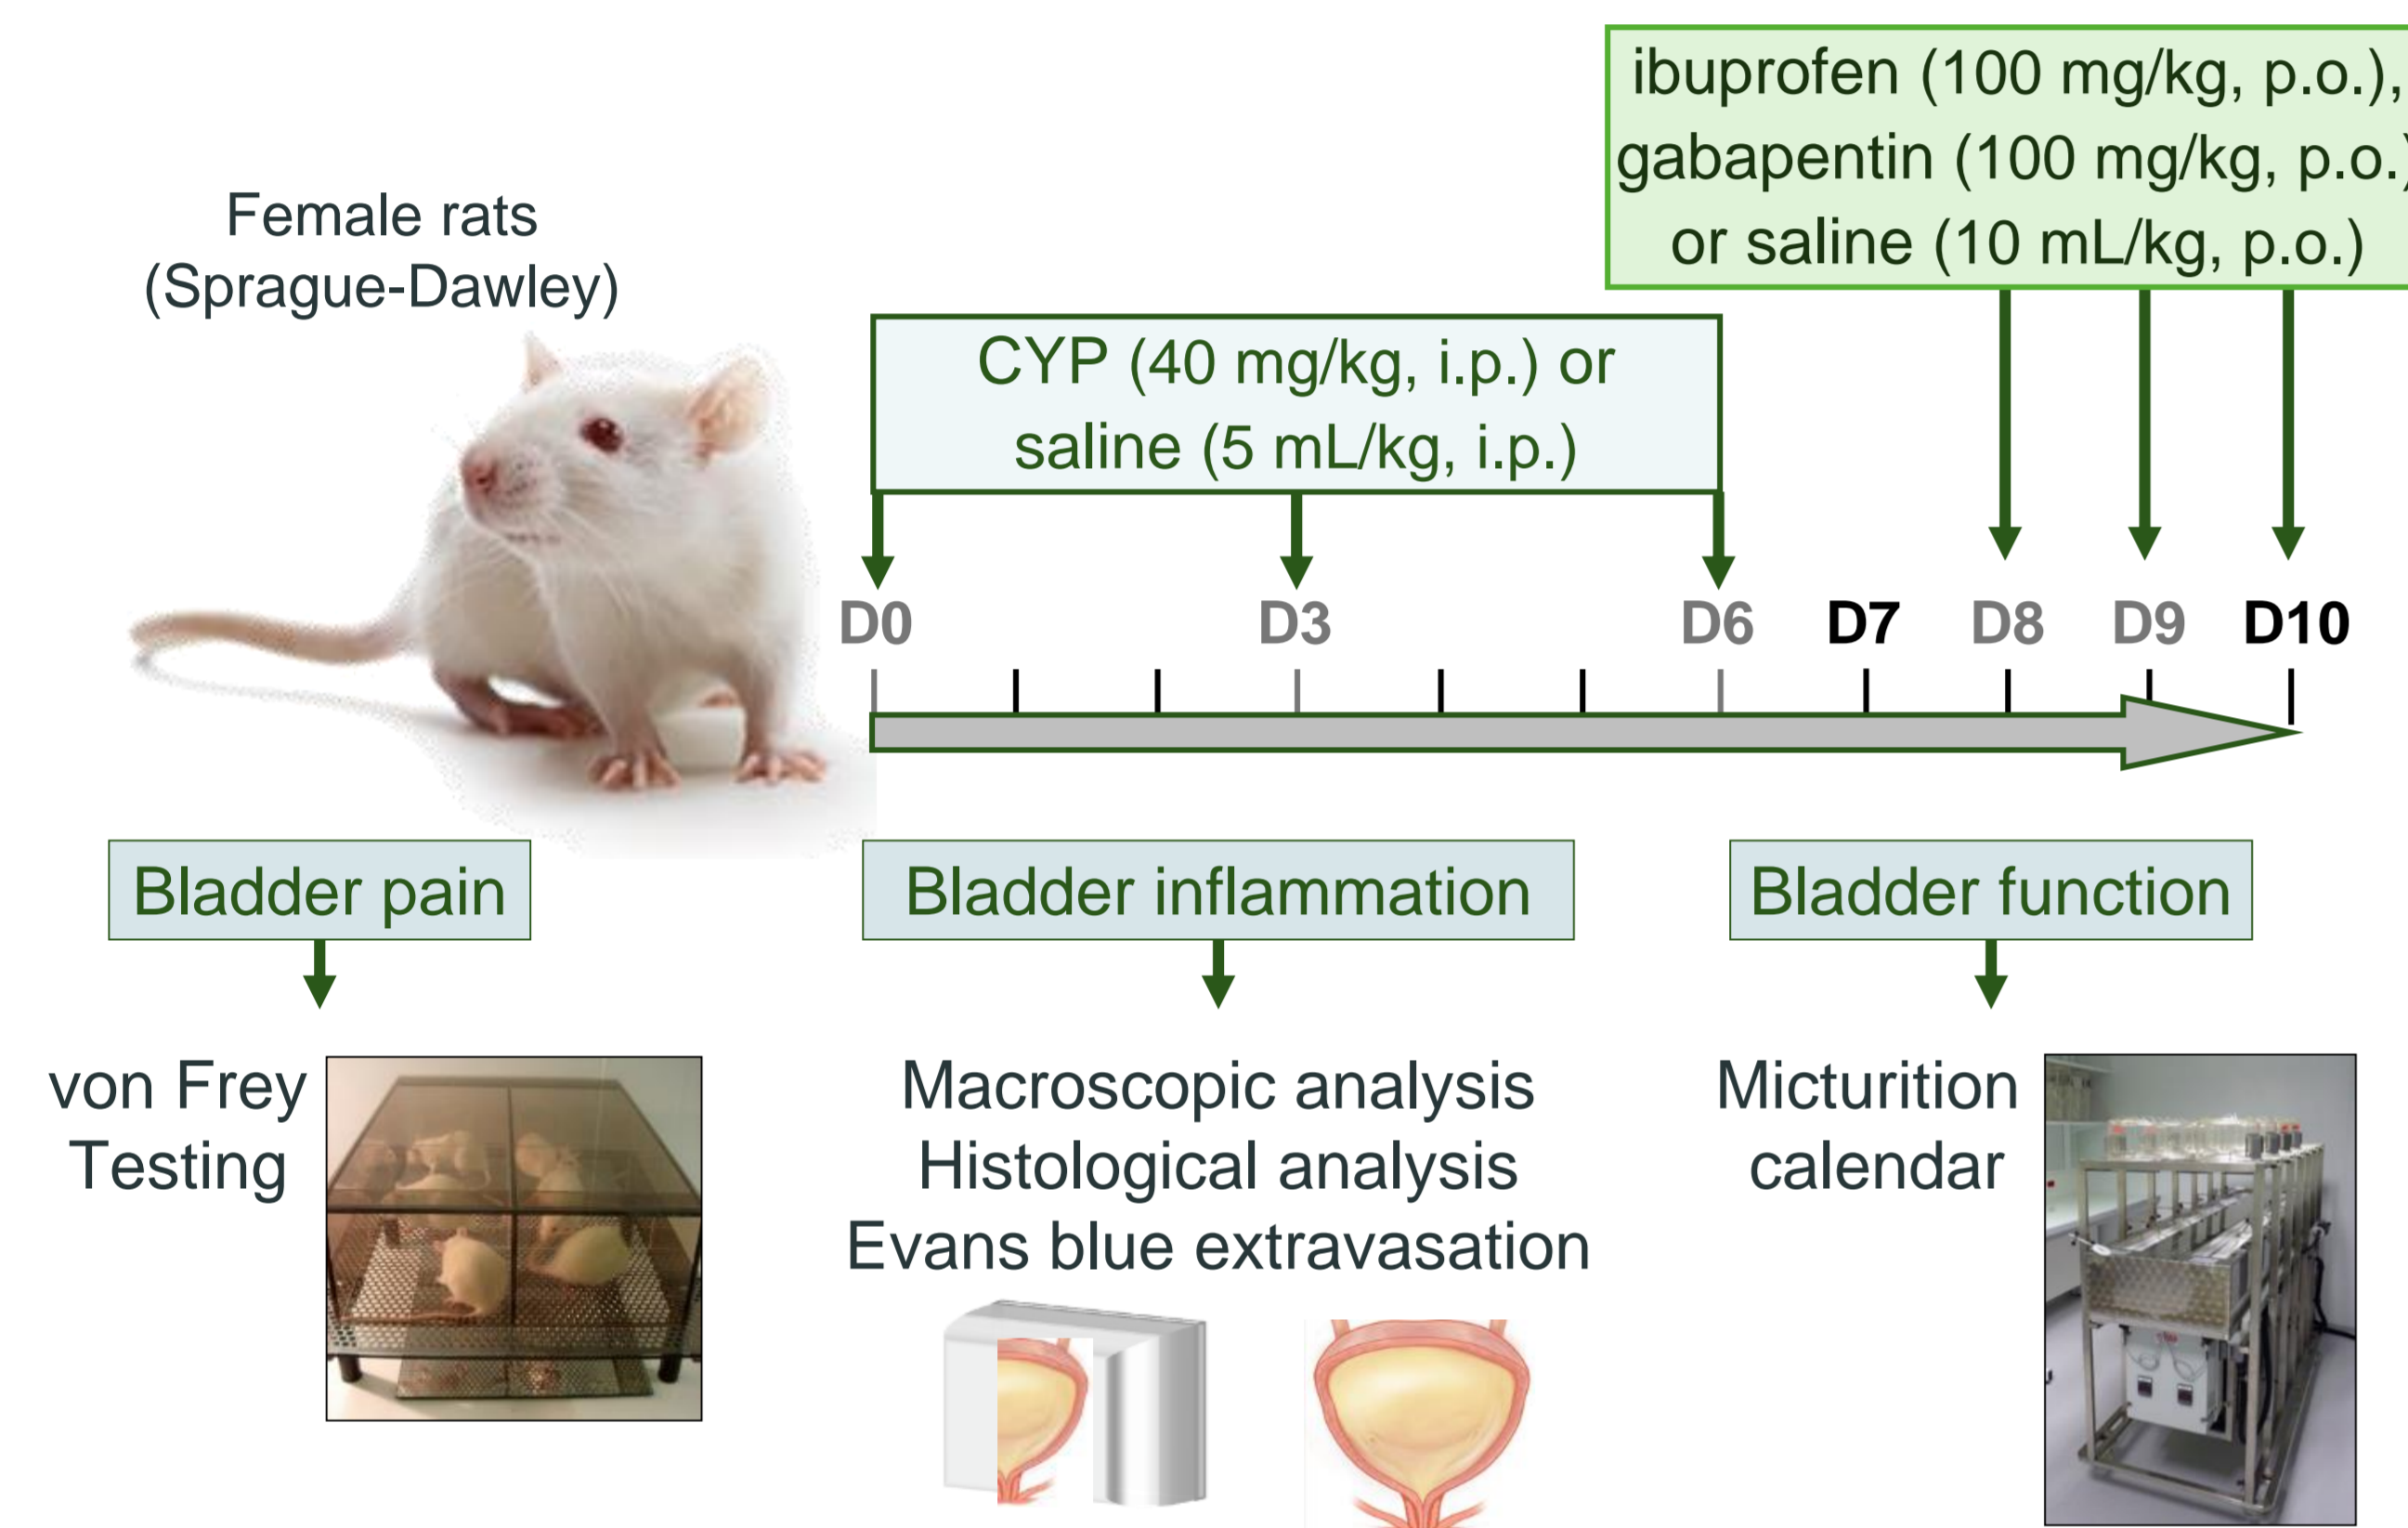 ibuprofen (100 mg/kg, p.o.),
gabapentin (100 mg/kg, p.o.)
or saline (10 mL/kg, p.o.)
Female rats
(Sprague-Dawley)
CYP (40 mg/kg, i.p.) or
saline (5 mL/kg, i.p.)
D0 D3 D6 D7 D8 D9 D10
Bladder pain
Bladder inflammation
Bladder function
von Frey
Testing
Macroscopic analysis
Histological analysis
Evans blue extravasation
Micturition
calendar